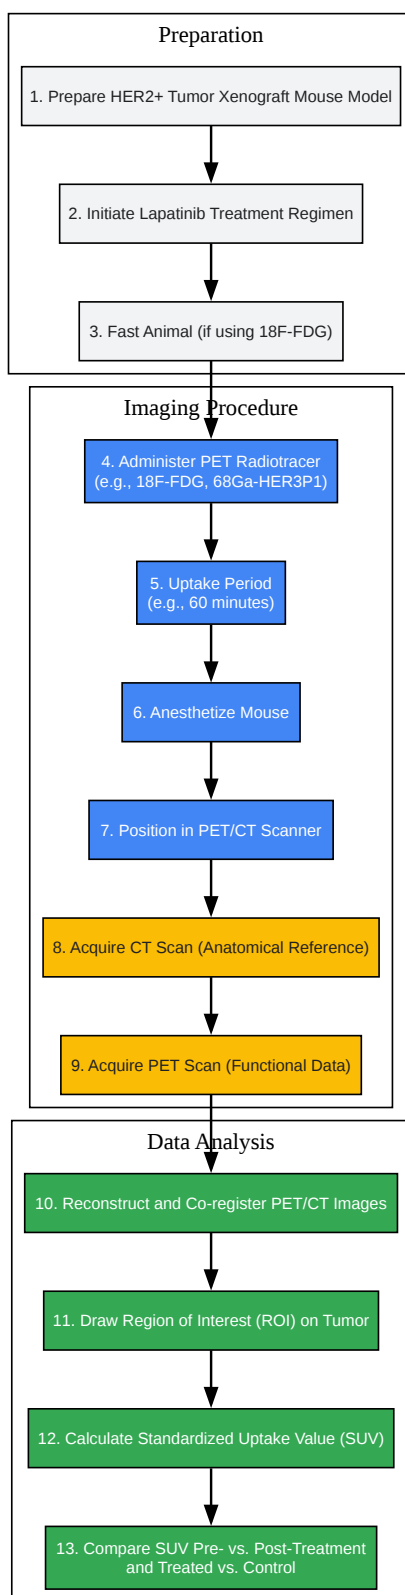 Preparation
1. Prepare HER2+ Tumor Xenograft Mouse Model
2. Initiate Lapatinib Treatment Regimen
3. Fast Animal (if using 18F-FDG)
Imaging Procedure
4. Administer PET Radiotracer
(e.g., 18F-FDG, 68Ga-HER3P1)
5. Uptake Period
(e.g., 60 minutes)
6. Anesthetize Mouse
7. Position in PET/CT Scanner
8. Acquire CT Scan (Anatomical Reference)
9. Acquire PET Scan (Functional Data)
Data Analysis
10. Reconstruct and Co-register PET/CT Images
11. Draw Region of Interest (ROI) on Tumor
12. Calculate Standardized Uptake Value (SUV)
13. Compare SUV Pre- vs. Post-Treatment
and Treated vs. Control